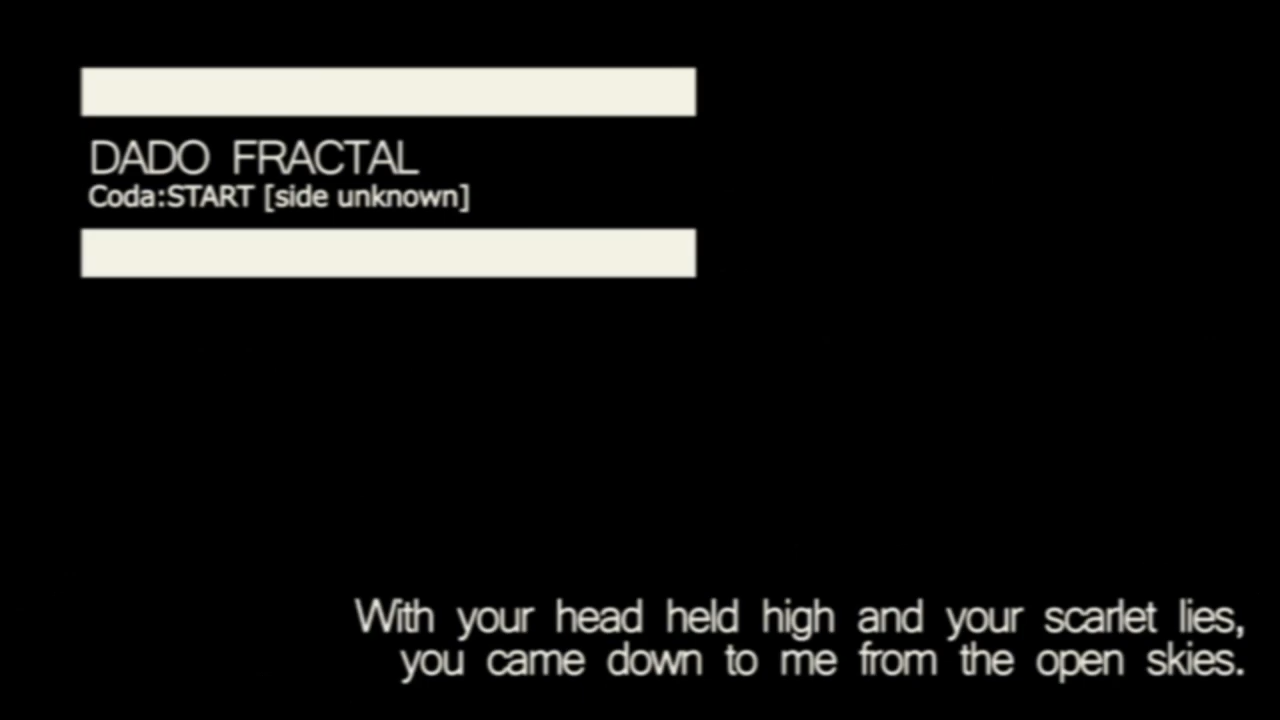 DADO FRACTAL
Coda:START [side unknown]
With your head held high and your scarlet lies,
you came down to me from the open skies.